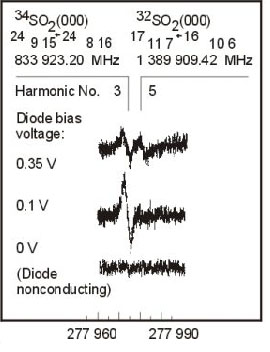 ³⁴SO₂(000) ³²SO₂(000)
24 9 15←24 8 16 17 11 7←16 10 6
833 923.20 MHz 1 389 909.42 MHz
Harmonic No. 3 5
Diode bias
voltage:
0.35 V
0.1 V
0 V
(Diode
nonconducting)
277 960 277 990